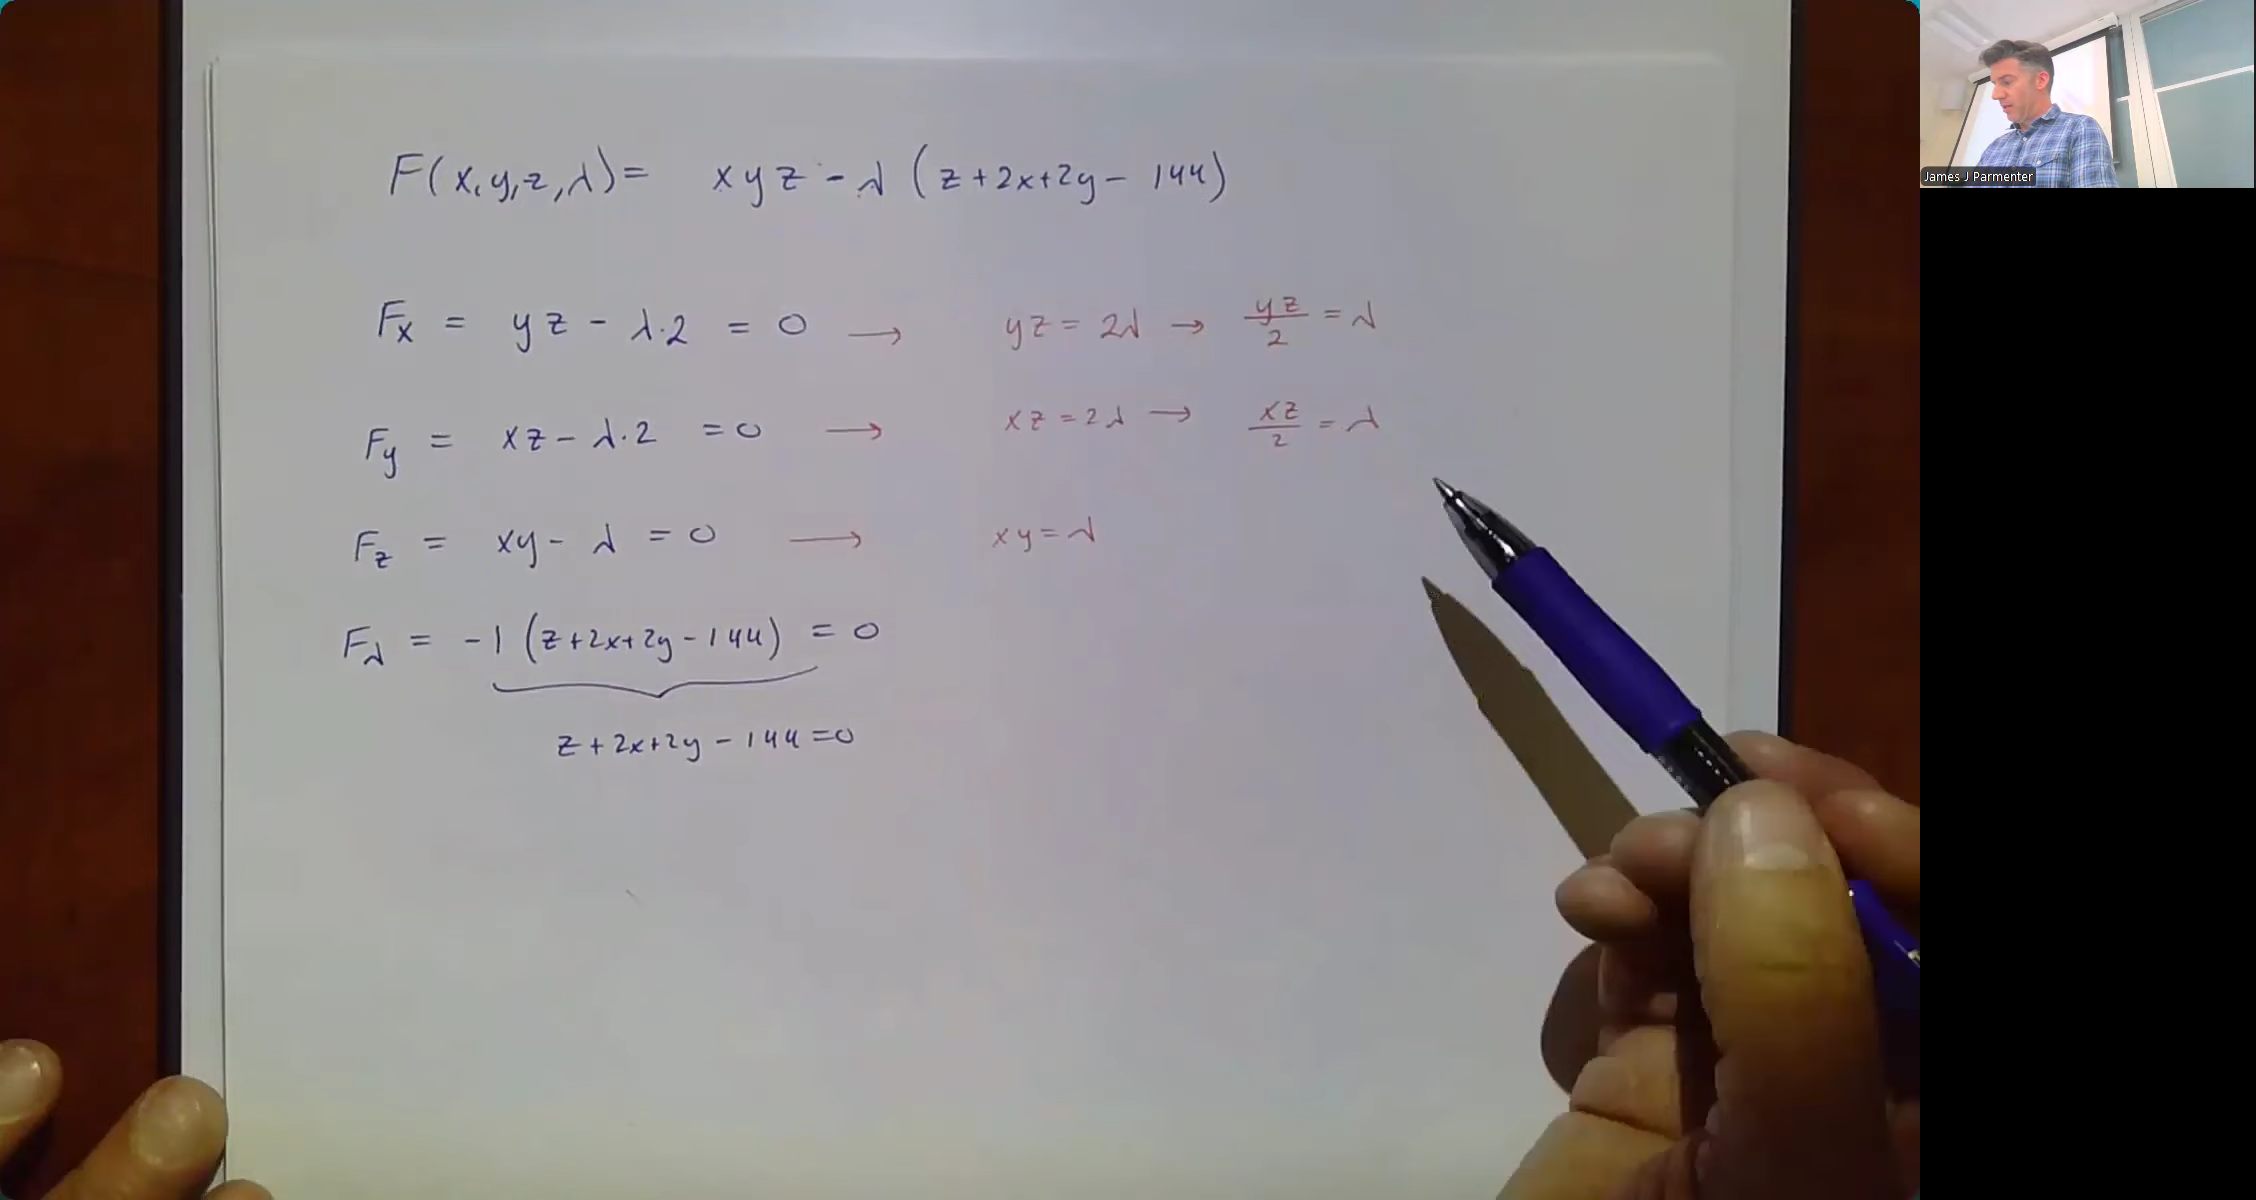 F(x,y,z,λ)= xyz - λ (z+2x+2y- 144)
Fx = yz - λ·2 = 0 → yz = 2λ → yz/2 = λ
Fy = xz - λ·2 = 0 → xz = 2λ → xz/2 = λ
Fz = xy - λ = 0 → xy = λ
Fλ = -1 (z+2x+2y-144) = 0
z+2x+2y - 144 = 0
James J Parmenter